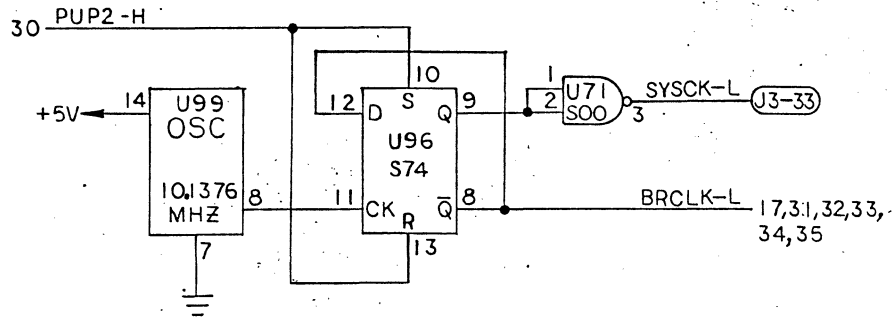 30 PUP2-H
10
1
14 U99 12 D S Q 9 2 U71 SYSCK-L J3-33
+5V OSC U96 S00 3
S74
10.1376 8 11 CK Q 8 BRCLK-L 17,31,32,33,
MHZ R 34,35
7 13